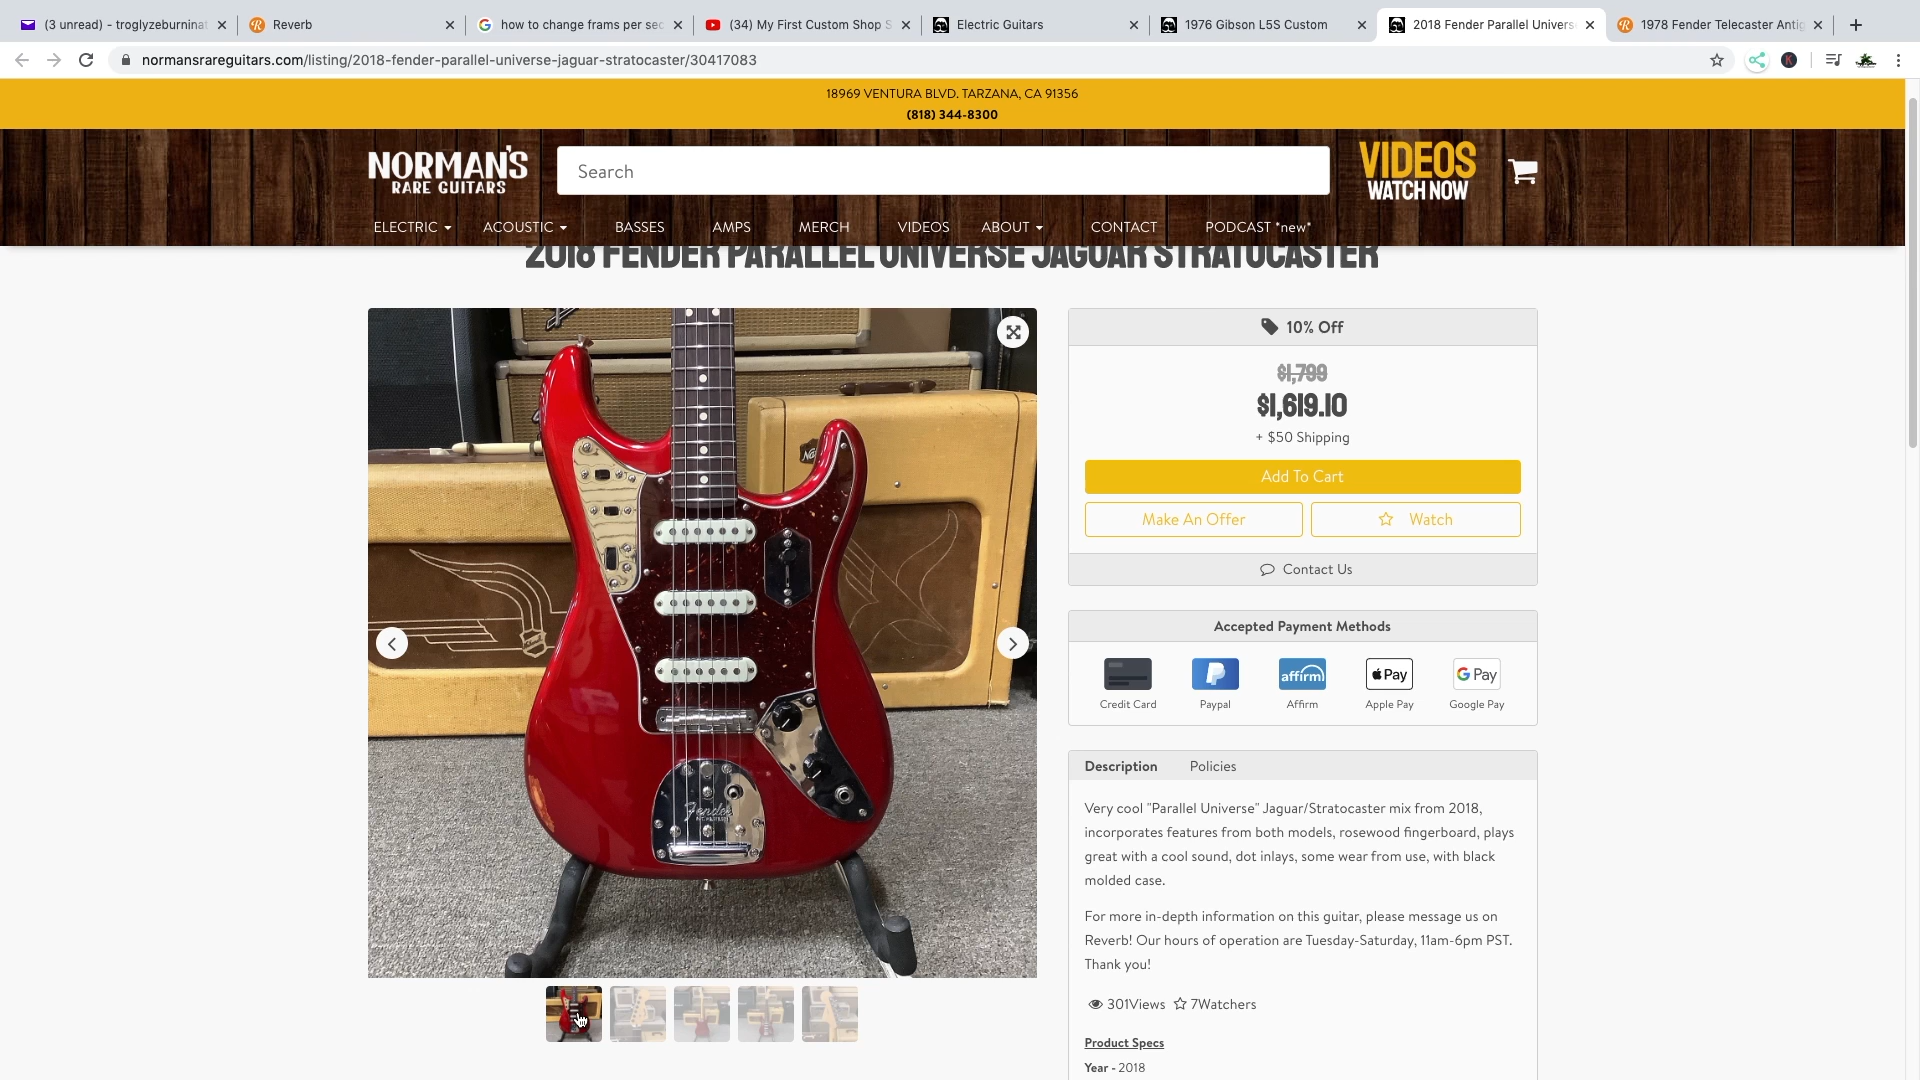 (3 unread) - troglyzeburninat
Reverb
how to change frams per sec
(34) My First Custom Shop S
Electric Guitars
1976 Gibson L5S Custom
2018 Fender Parallel Univers
1978 Fender Telecaster Antig
normansrareguitars.com/listing/2018-fender-parallel-universe-jaguar-stratocaster/30417083
18969 VENTURA BLVD. TARZANA, CA 91356
(818) 344-8300
NORMAN'S
RARE GUITARS
Search
VIDEOS
WATCH NOW
ELECTRIC ACOUSTIC BASSES AMPS MERCH VIDEOS ABOUT CONTACT PODCAST *new*
2018 FENDER PARALLEL UNIVERSE JAGUAR STRATOCASTER
Fender
10% Off
$1,799
$1,619.10
+ $50 Shipping
Add To Cart
Make An Offer
Watch
Contact Us
Accepted Payment Methods
P affirm Pay G Pay
Credit Card Paypal Affirm Apple Pay Google Pay
Description Policies
Very cool "Parallel Universe" Jaguar/Stratocaster mix from 2018,
incorporates features from both models, rosewood fingerboard, plays
great with a cool sound, dot inlays, some wear from use, with black
molded case.
For more in-depth information on this guitar, please message us on
Reverb! Our hours of operation are Tuesday-Saturday, 11am-6pm PST.
Thank you!
301Views 7Watchers
Product Specs
Year - 2018